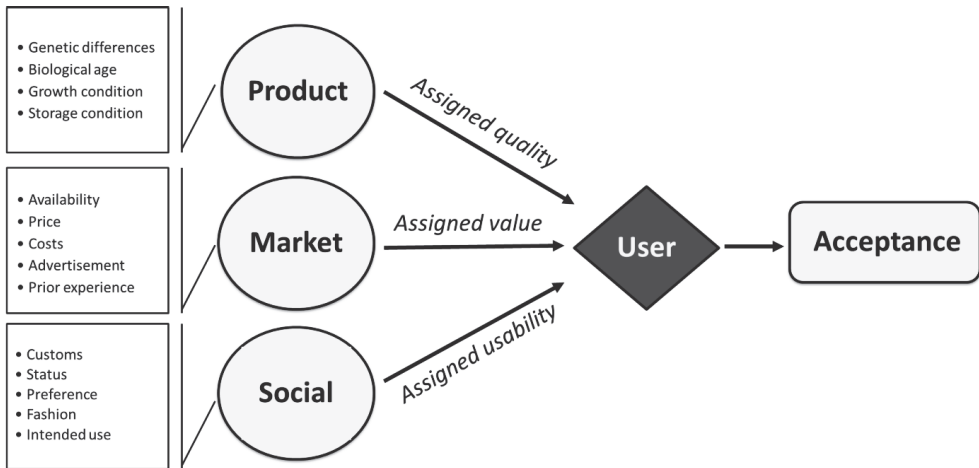 • Genetic differences
• Biological age
• Growth condition
• Storage condition
Product
Assigned quality
• Availability
• Price
• Costs
• Advertisement
• Prior experience
Market
Assigned value
User
Acceptance
• Customs
• Status
• Preference
• Fashion
• Intended use
Social
Assigned usability